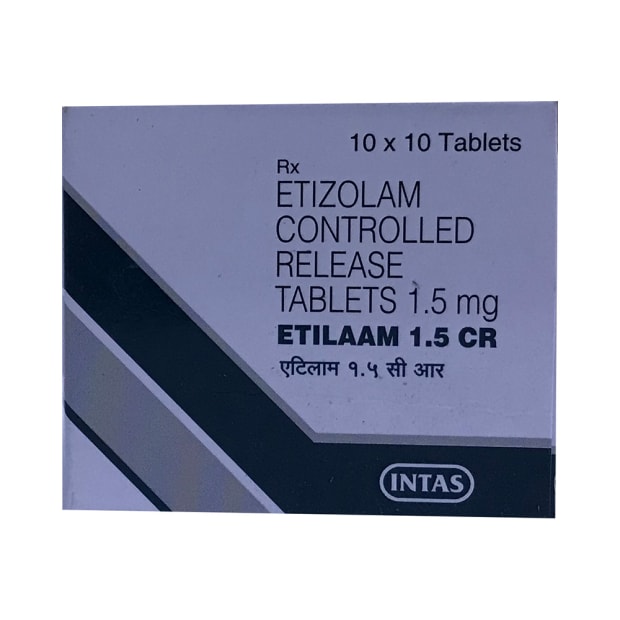 10 x 10 Tablets
Rx
ETIZOLAM
CONTROLLED
RELEASE
TABLETS 1.5 mg
ETILAAM 1.5 CR
एटिलाम १.५ सी आर
INTAS